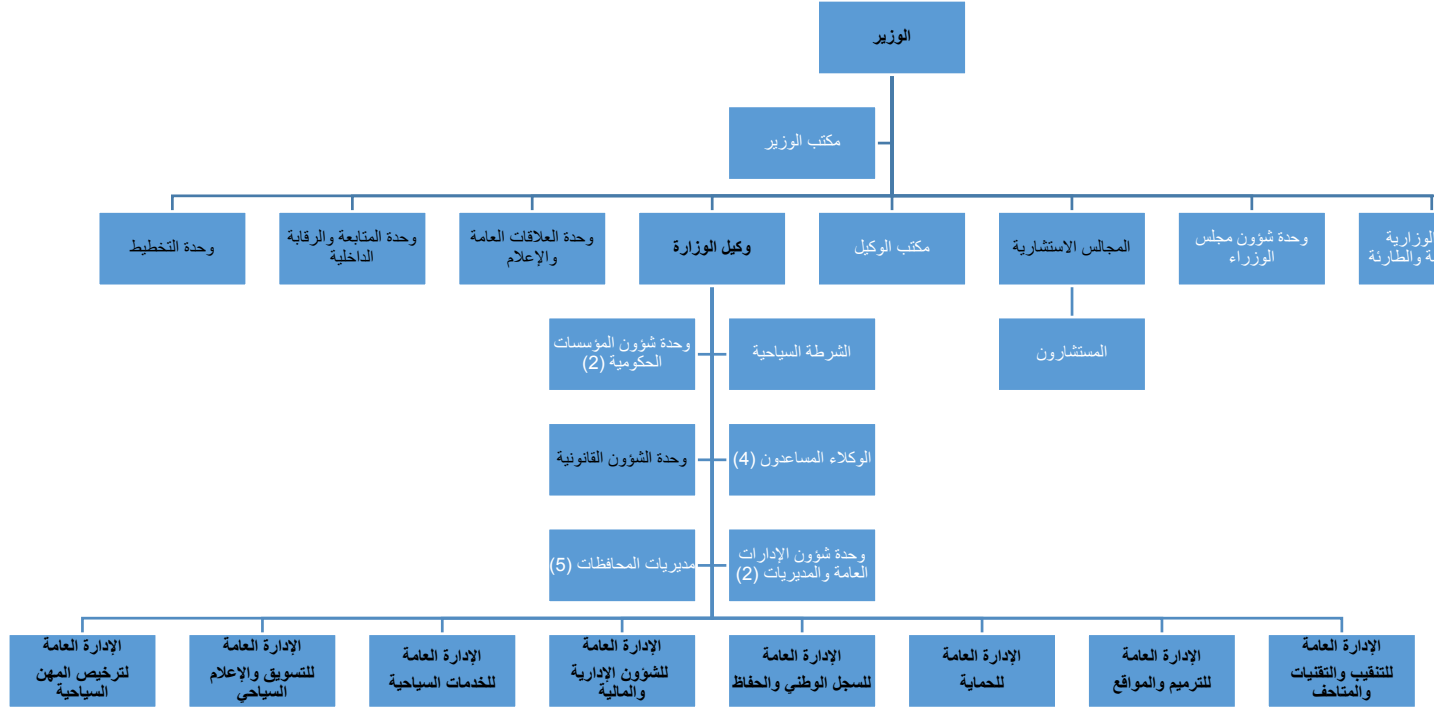 الوزير
مكتب الوزير
الوزارية
والطارئة
وحدة شؤون مجلس
الوزراء
المجالس الاستشارية
مكتب الوكيل
وكيل الوزارة
وحدة العلاقات العامة
والإعلام
وحدة المتابعة والرقابة
الداخلية
وحدة التخطيط
المستشارون
الشرطة السياحية
وحدة شؤون المؤسسات
الحكومية (2)
الوكلاء المساعدون (4)
وحدة الشؤون القانونية
وحدة شؤون الإدارات
العامة والمديريات (2)
مديريات المحافظات (5)
الإدارة العامة
للتنقيب والتقنيات
والمتاحف
الإدارة العامة
للترميم والمواقع
الإدارة العامة
للحماية
الإدارة العامة
للسجل الوطني والحفاظ
الإدارة العامة
للشؤون الإدارية
والمالية
الإدارة العامة
للخدمات السياحية
الإدارة العامة
للتسويق والإعلام
السياحي
الإدارة العامة
لترخيص المهن
السياحية